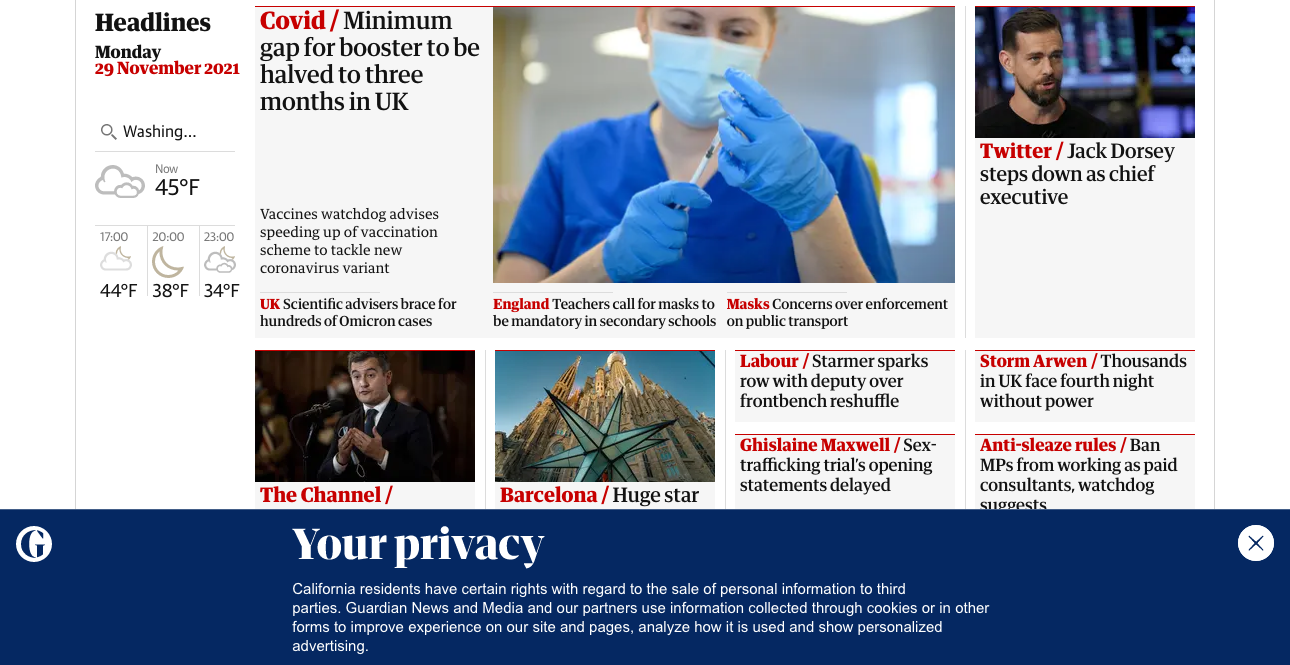 Headlines
Monday
29 November 2021
Washing...
Now
45°F
17:00
20:00
23:00
44°F
38°F
34°F
Covid / Minimum
gap for booster to be
halved to three
months in UK
Vaccines watchdog advises
speeding up of vaccination
scheme to tackle new
coronavirus variant
UK Scientific advisers brace for
hundreds of Omicron cases
England Teachers call for masks to
be mandatory in secondary schools
Masks Concerns over enforcement
on public transport
Twitter / Jack Dorsey
steps down as chief
executive
The Channel /
Barcelona / Huge star
Labour / Starmer sparks
row with deputy over
frontbench reshuffle
Ghislaine Maxwell / Sex-
trafficking trial's opening
statements delayed
Storm Arwen / Thousands
in UK face fourth night
without power
Anti-sleaze rules / Ban
MPs from working as paid
consultants, watchdog
suggests
G
Your privacy
California residents have certain rights with regard to the sale of personal information to third
parties. Guardian News and Media and our partners use information collected through cookies or in other
forms to improve experience on our site and pages, analyze how it is used and show personalized
advertising.